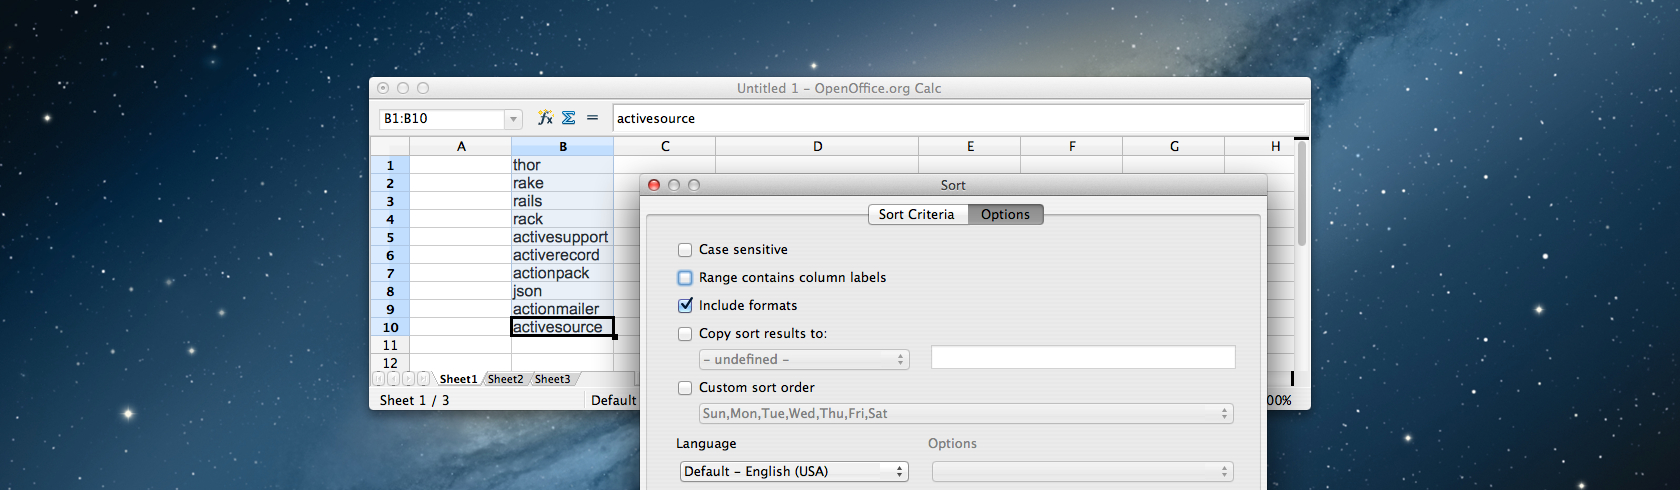 Untitled 1 – OpenOffice.org Calc
B1:B10 fx Σ = activesource
A B C D E F G H
1 thor
2 rake
3 rails
4 rack
5 activesupport
6 activerecord
7 actionpack
8 json
9 actionmailer
10 activesource
11
12
Sheet1 Sheet2 Sheet3
Sheet 1 / 3 Default 00%
Sort
Sort Criteria Options
Case sensitive
Range contains column labels
Include formats
Copy sort results to:
– undefined –
Custom sort order
Sun,Mon,Tue,Wed,Thu,Fri,Sat
Language Options
Default – English (USA)